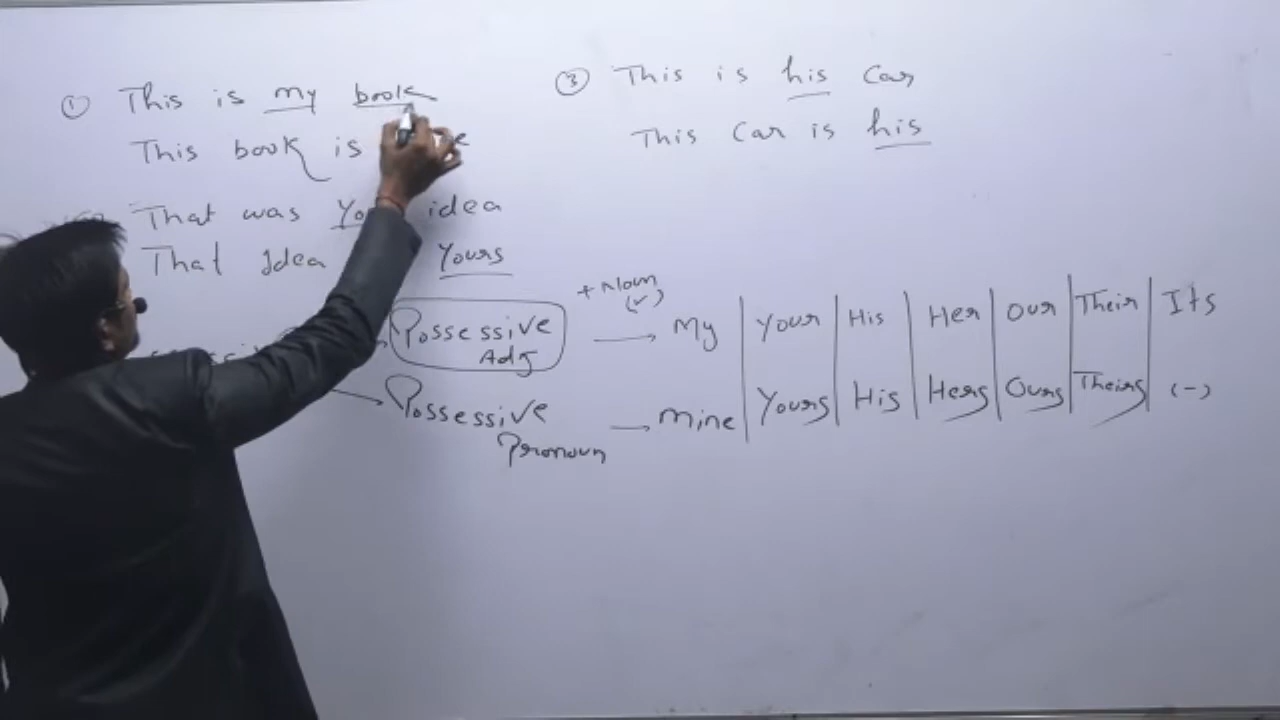 ① This is my book
This book is
That was idea
That Idea Yours
③ This is his Car
This Car is his
+ Noun
(✓)
Possessive Adj → My | Your | His | Her | Our | Their | Its
Possessive Pronoun → Mine | Yours | His | Hers | Ours | Theirs | (-)